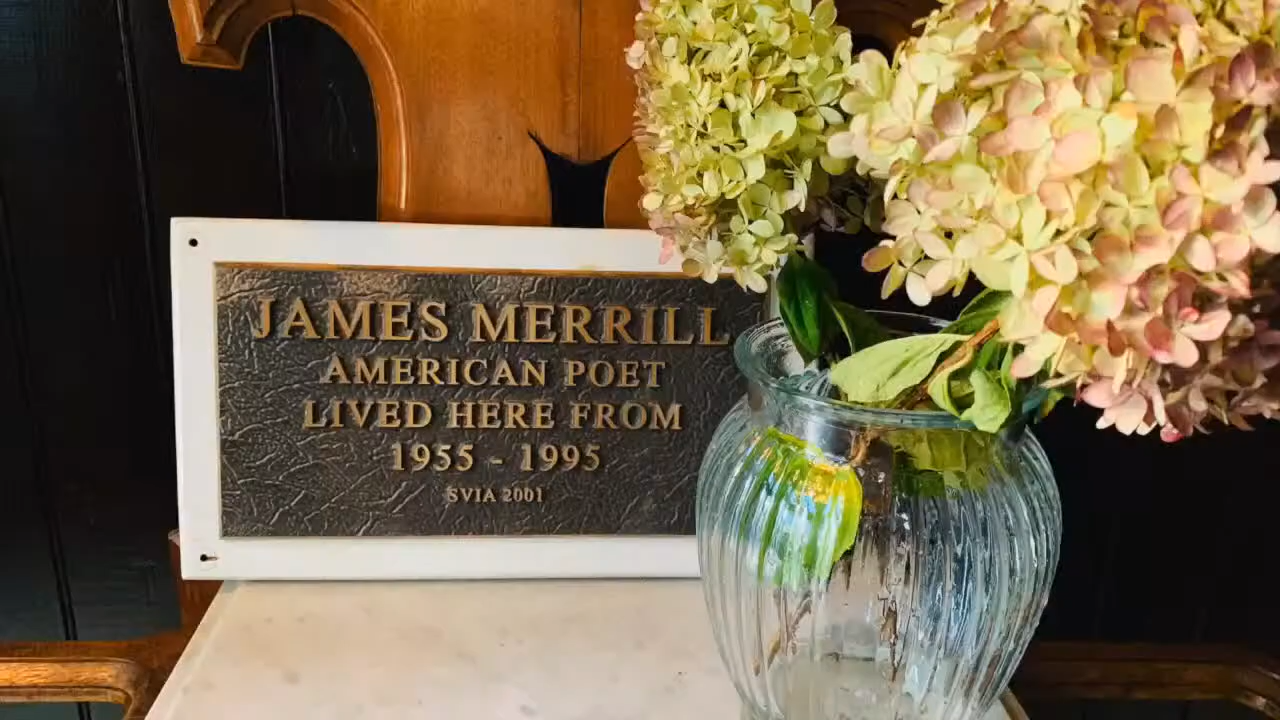 JAMES MERRILL
AMERICAN POET
LIVED HERE FROM
1955 - 1995
SVIA 2001